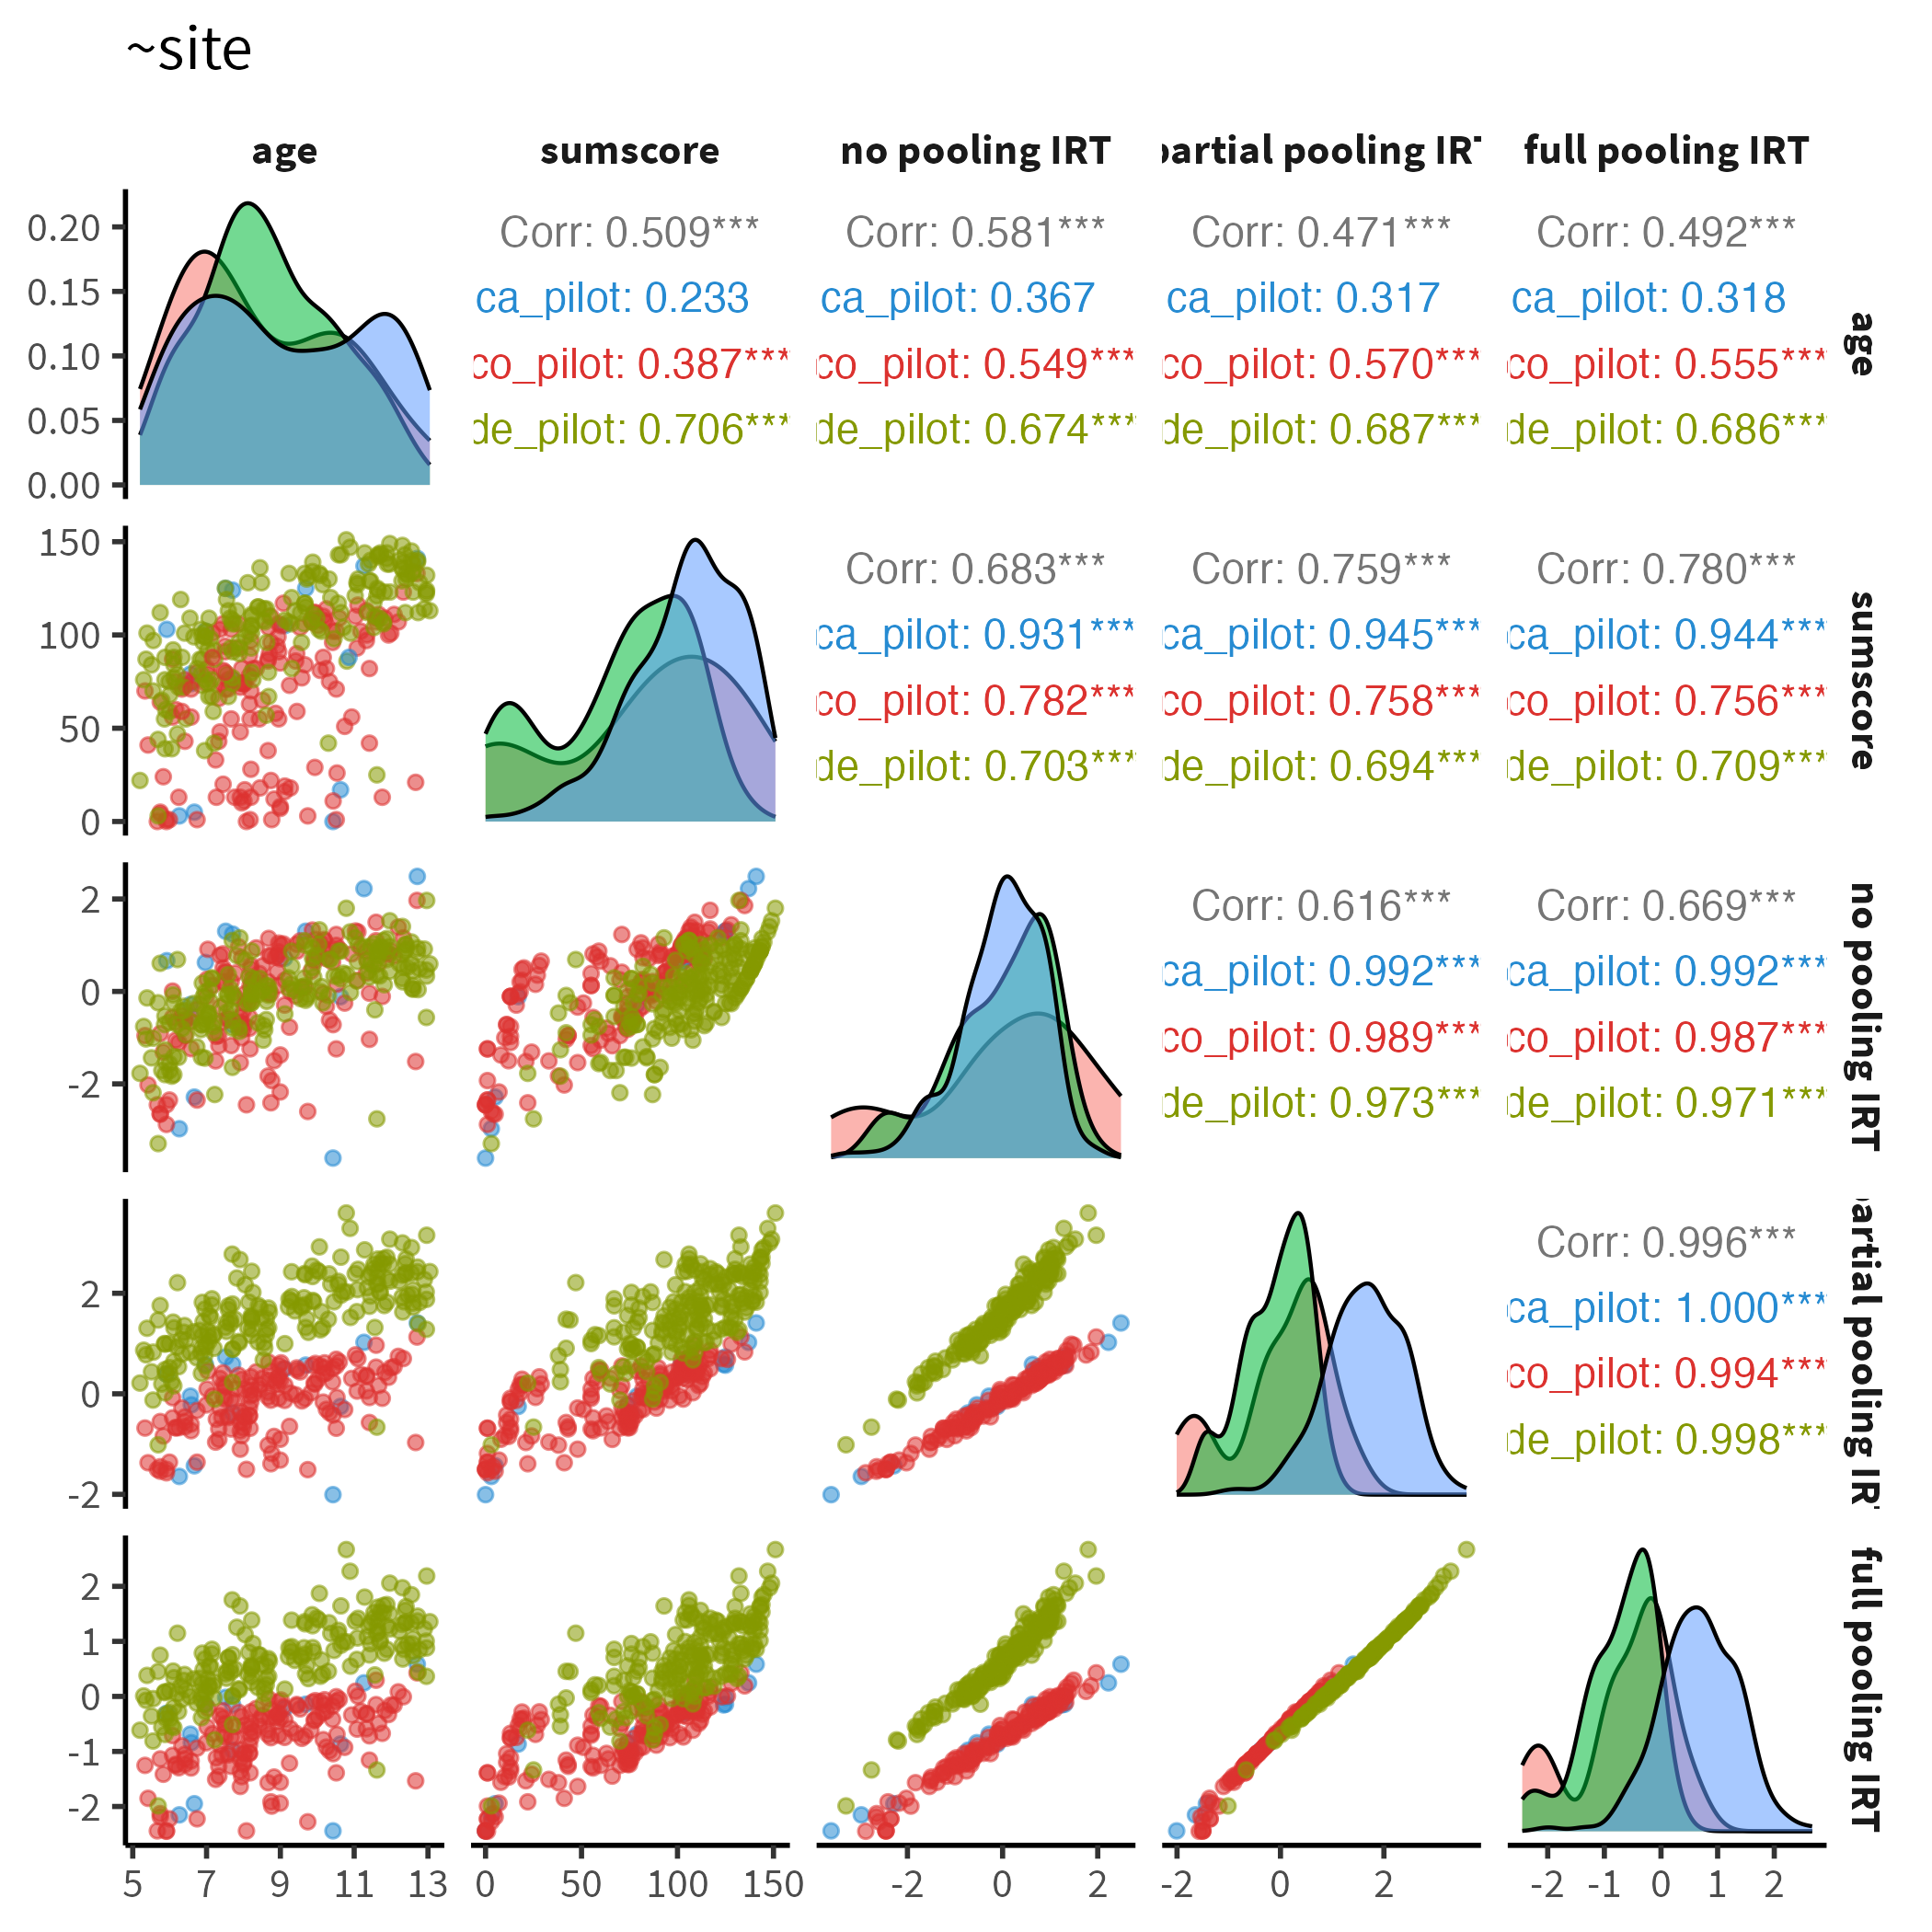 ~site
age sumscore no pooling IRT partial pooling IRT full pooling IRT
0.20
0.15
0.10
0.05
0.00
Corr: 0.509***
ca_pilot: 0.233
co_pilot: 0.387***
de_pilot: 0.706***
Corr: 0.581***
ca_pilot: 0.367
co_pilot: 0.549***
de_pilot: 0.674***
Corr: 0.471***
ca_pilot: 0.317
co_pilot: 0.570***
de_pilot: 0.687***
Corr: 0.492***
ca_pilot: 0.318
co_pilot: 0.555***
de_pilot: 0.686***
age
150
100
50
0
Corr: 0.683***
ca_pilot: 0.931***
co_pilot: 0.782***
de_pilot: 0.703***
Corr: 0.759***
ca_pilot: 0.945***
co_pilot: 0.758***
de_pilot: 0.694***
Corr: 0.780***
ca_pilot: 0.944***
co_pilot: 0.756***
de_pilot: 0.709***
sumscore
2
0
-2
Corr: 0.616***
ca_pilot: 0.992***
co_pilot: 0.989***
de_pilot: 0.973***
Corr: 0.669***
ca_pilot: 0.992***
co_pilot: 0.987***
de_pilot: 0.971***
no pooling IRT
2
0
-2
Corr: 0.996***
ca_pilot: 1.000***
co_pilot: 0.994***
de_pilot: 0.998***
partial pooling IRT
2
1
0
-1
-2
full pooling IRT
5 7 9 11 13
0 50 100 150
-2 0 2
-2 0 2
-2 -1 0 1 2